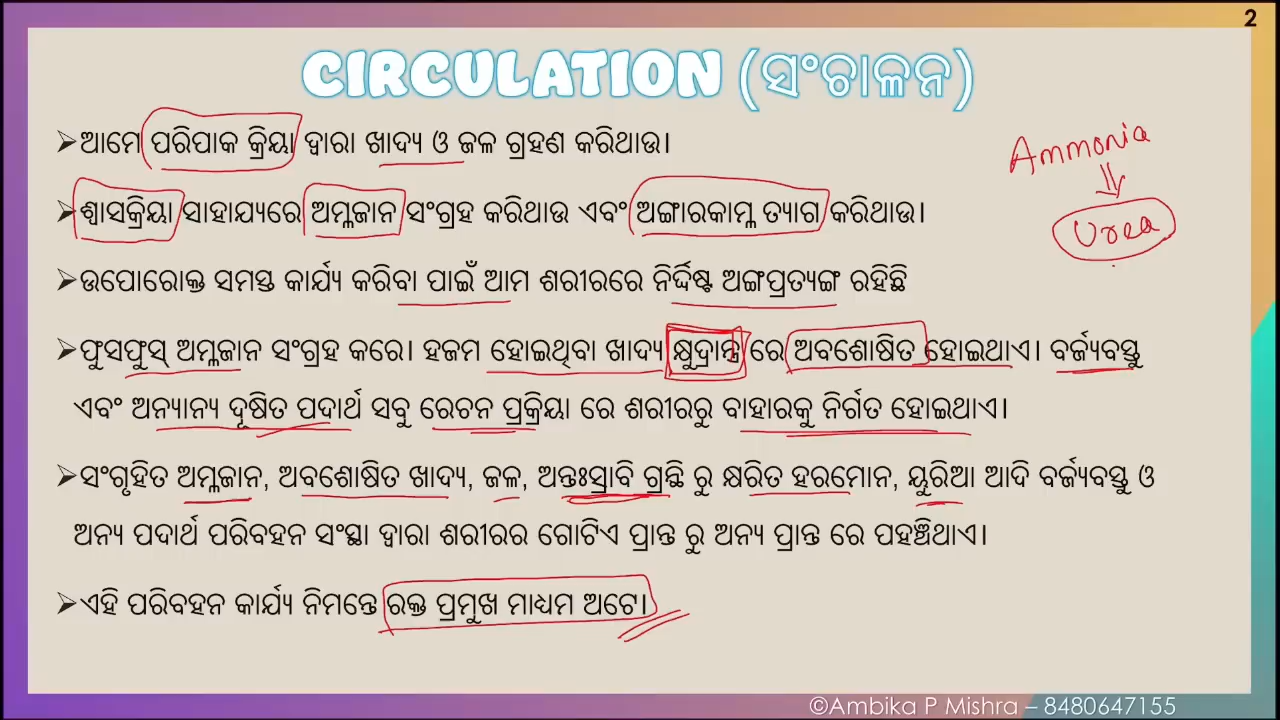 2
CIRCULATION (ସଂଚାଳନ)
➢ଆମେ ପରିପାକ କ୍ରିୟା ଦ୍ୱାରା ଖାଦ୍ୟ ଓ ଜଳ ଗ୍ରହଣ କରିଥାଉ।
Ammonia
➢ଶ୍ୱାସକ୍ରିୟା ସାହାଯ୍ୟରେ ଅମ୍ଳଜାନ ସଂଗ୍ରହ କରିଥାଉ ଏବଂ ଅଙ୍ଗାରକାମ୍ଳ ତ୍ୟାଗ କରିଥାଉ।
Urea
➢ଉପୋରୋକ୍ତ ସମସ୍ତ କାର୍ଯ୍ୟ କରିବା ପାଇଁ ଆମ ଶରୀରରେ ନିର୍ଦ୍ଦିଷ୍ଟ ଅଙ୍ଗପ୍ରତ୍ୟଙ୍ଗ ରହିଛି
➢ଫୁସଫୁସ୍ ଅମ୍ଳଜାନ ସଂଗ୍ରହ କରେ। ହଜମ ହୋଇଥିବା ଖାଦ୍ୟ କ୍ଷୁଦ୍ରାନ୍ତ୍ର ରେ ଅବଶୋଷିତ ହୋଇଥାଏ। ବର୍ଜ୍ୟବସ୍ତୁ
ଏବଂ ଅନ୍ୟାନ୍ୟ ଦୂଷିତ ପଦାର୍ଥ ସବୁ ରେଚନ ପ୍ରକ୍ରିୟା ରେ ଶରୀରରୁ ବାହାରକୁ ନିର୍ଗତ ହୋଇଥାଏ।
➢ସଂଗୃହିତ ଅମ୍ଳଜାନ, ଅବଶୋଷିତ ଖାଦ୍ୟ, ଜଳ, ଅନ୍ତଃସ୍ରାବି ଗ୍ରନ୍ଥି ରୁ କ୍ଷରିତ ହରମୋନ, ୟୁରିଆ ଆଦି ବର୍ଜ୍ୟବସ୍ତୁ ଓ
ଅନ୍ୟ ପଦାର୍ଥ ପରିବହନ ସଂସ୍ଥା ଦ୍ୱାରା ଶରୀରର ଗୋଟିଏ ପ୍ରାନ୍ତ ରୁ ଅନ୍ୟ ପ୍ରାନ୍ତ ରେ ପହଞ୍ଚିଥାଏ।
➢ଏହି ପରିବହନ କାର୍ଯ୍ୟ ନିମନ୍ତେ ରକ୍ତ ପ୍ରମୁଖ ମାଧ୍ୟମ ଅଟେ।
©Ambika P Mishra – 8480647155